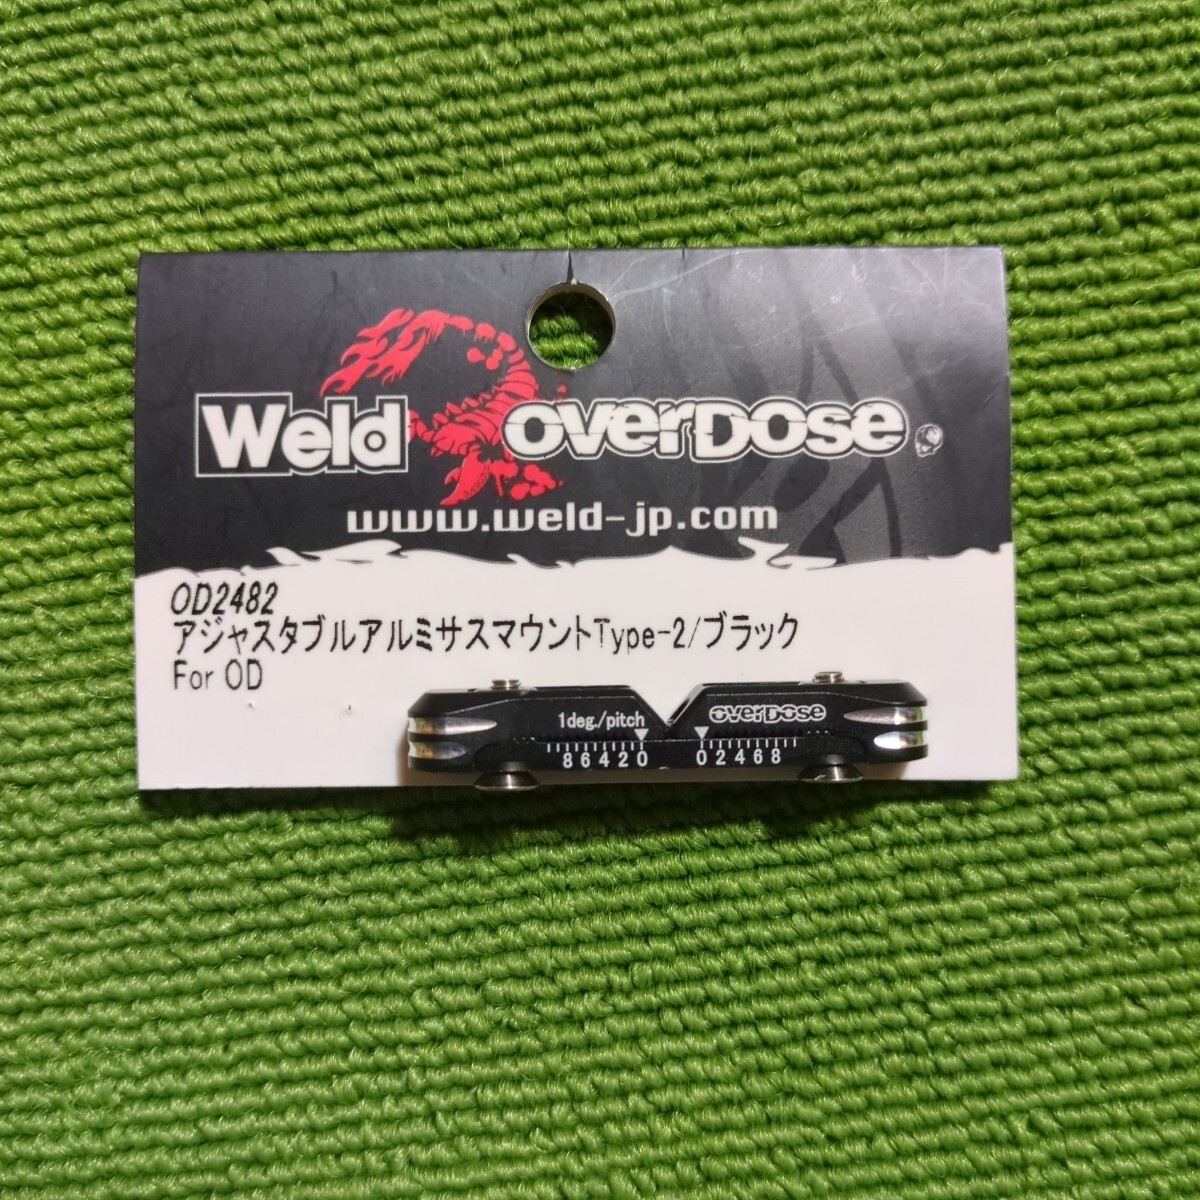 Weld overDose
www.weld-jp.com
OD2482
アジャスタブルアルミサスマウントType-2/ブラック
For OD
1deg./pitch overDose
86420 02468